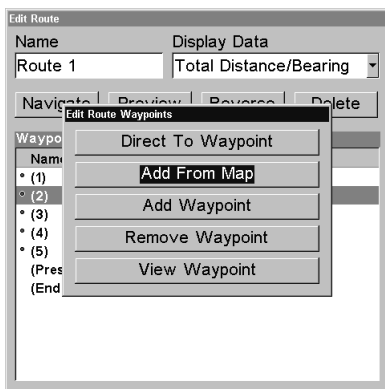 Edit Route
Name Display Data
Route 1 Total Distance/Bearing
Navigate Preview Reverse Delete
Edit Route Waypoints
Direct To Waypoint
Add From Map
Add Waypoint
Remove Waypoint
View Waypoint
Waypo
Name
(1)
(2)
(3)
(4)
(5)
(Pres
(End